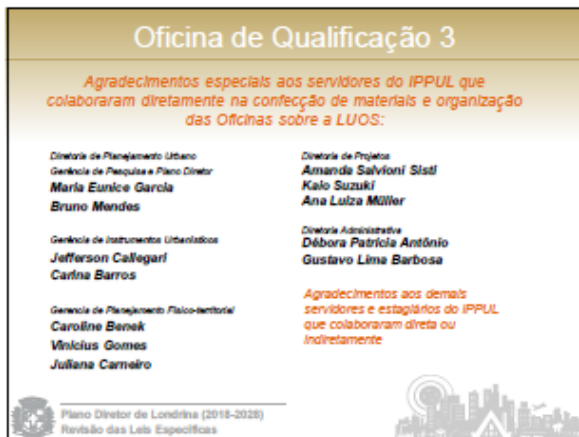 Oficina de Qualificação 3
Agradecimentos especiais aos servidores do IPPUL que
colaboraram diretamente na confecção de materiais e organização
das Oficinas sobre a LUOS:
Diretoria de Planejamento Urbano
Gerência de Pesquisa e Plano Diretor
Maria Eunice Garcia
Bruno Mendes
Gerência de Instrumentos Urbanísticos
Jefferson Callegari
Carina Barros
Gerencia de Planejamento Físico-territorial
Caroline Benek
Vinicius Gomes
Juliana Carneiro
Diretoria de Projetos
Amanda Salvioni Sisti
Kaio Suzuki
Ana Luiza Müller
Diretoria Administrativa
Débora Patricia Antônio
Gustavo Lima Barbosa
Agradecimentos aos demais
servidores e estagiários do IPPUL
que colaboraram direta ou
indiretamente
Plano Diretor de Londrina (2018-2028)
Revisão das Leis Específicas